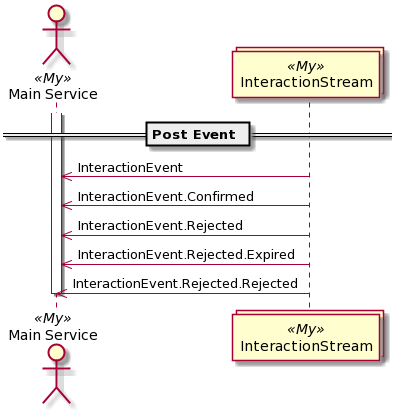 «My»
Main Service
«My»
InteractionStream
Post Event
InteractionEvent
InteractionEvent.Confirmed
InteractionEvent.Rejected
InteractionEvent.Rejected.Expired
InteractionEvent.Rejected.Rejected
«My»
Main Service
«My»
InteractionStream